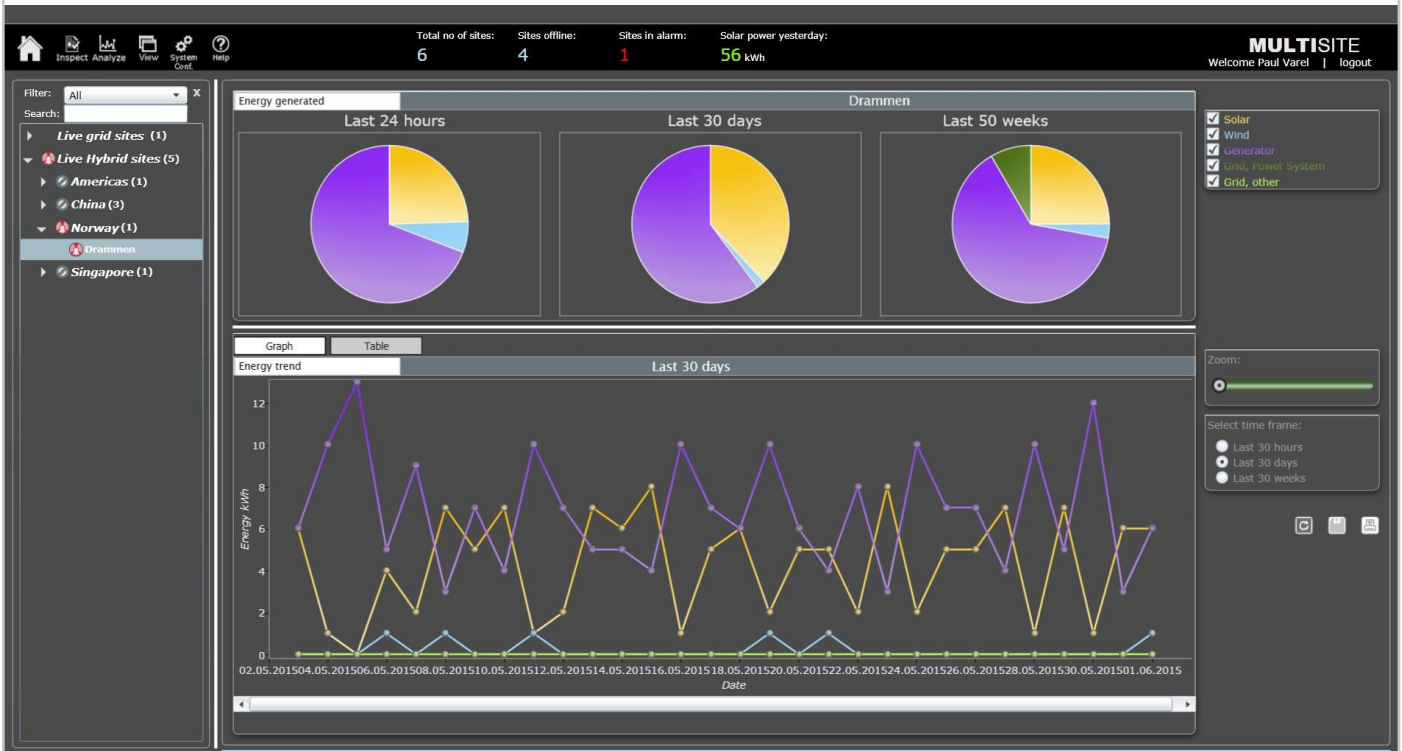 Total no of sites: Sites offline: Sites in alarm: Solar power yesterday:
6 4 1 56 kWh
Inspect Analyze View System Conf. Help
MULTISITE
Welcome Paul Varel | logout
Filter: All X
Search:
Live grid sites (1)
Live Hybrid sites (5)
Americas (1)
China (3)
Norway (1)
Drammen
Singapore (1)
Energy generated Drammen
Last 24 hours Last 30 days Last 50 weeks
Solar
Wind
Generator
Grid, Power System
Grid, other
Graph Table
Energy trend Last 30 days
Zoom:
Select time frame:
Last 30 hours
Last 30 days
Last 30 weeks
Energy kWh
12
10
8
6
4
2
0
02.05.2015 04.05.2015 06.05.2015 08.05.2015 10.05.2015 12.05.2015 14.05.2015 16.05.2015 18.05.2015 20.05.2015 22.05.2015 24.05.2015 26.05.2015 28.05.2015 30.05.2015 01.06.2015
Date